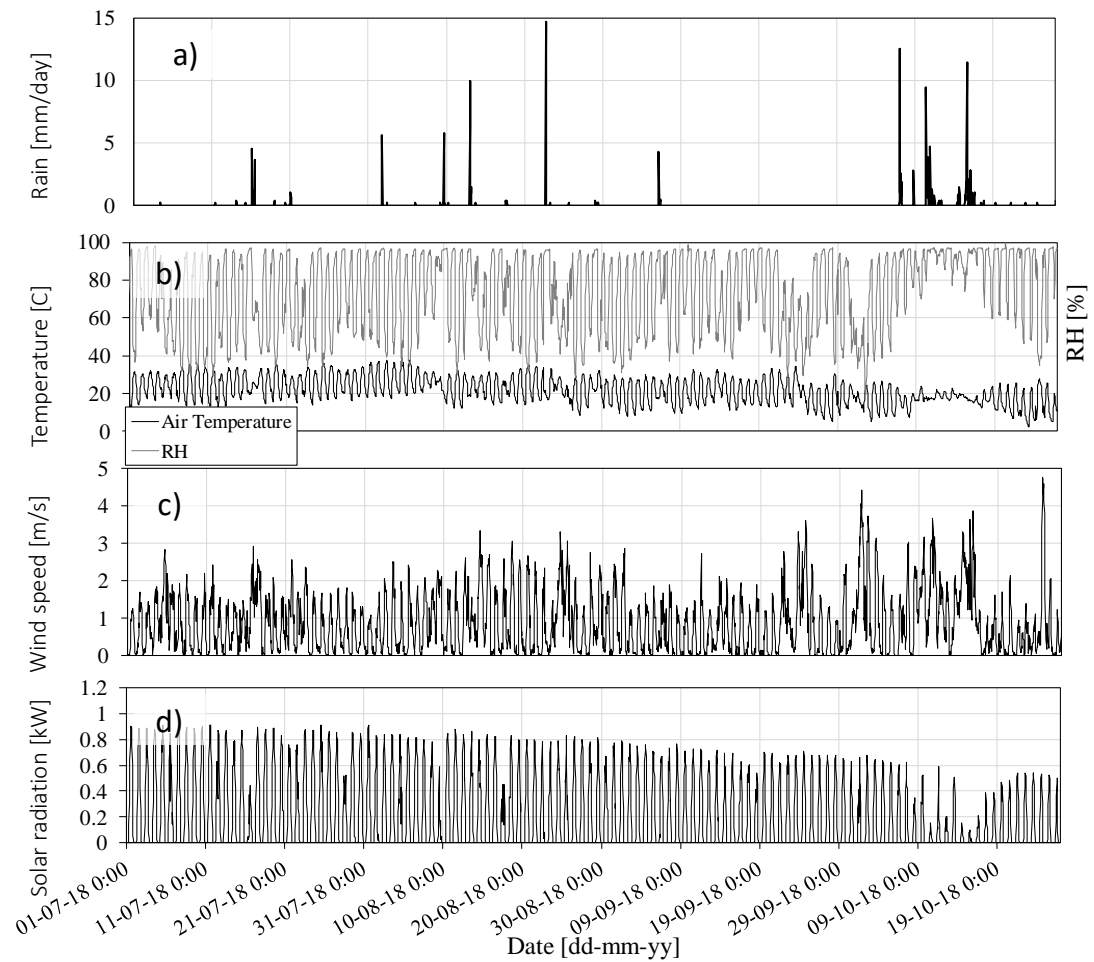 15
10
5
0
Rain [mm/day]
a)
100
80
60
40
20
0
Temperature [C]
b)
RH [%]
Air Temperature
RH
5
4
3
2
1
0
Wind speed [m/s]
c)
1.2
1
0.8
0.6
0.4
0.2
0
Solar radiation [kW]
d)
01-07-18 0:00
11-07-18 0:00
21-07-18 0:00
31-07-18 0:00
10-08-18 0:00
20-08-18 0:00
30-08-18 0:00
09-09-18 0:00
19-09-18 0:00
29-09-18 0:00
09-10-18 0:00
19-10-18 0:00
Date [dd-mm-yy]